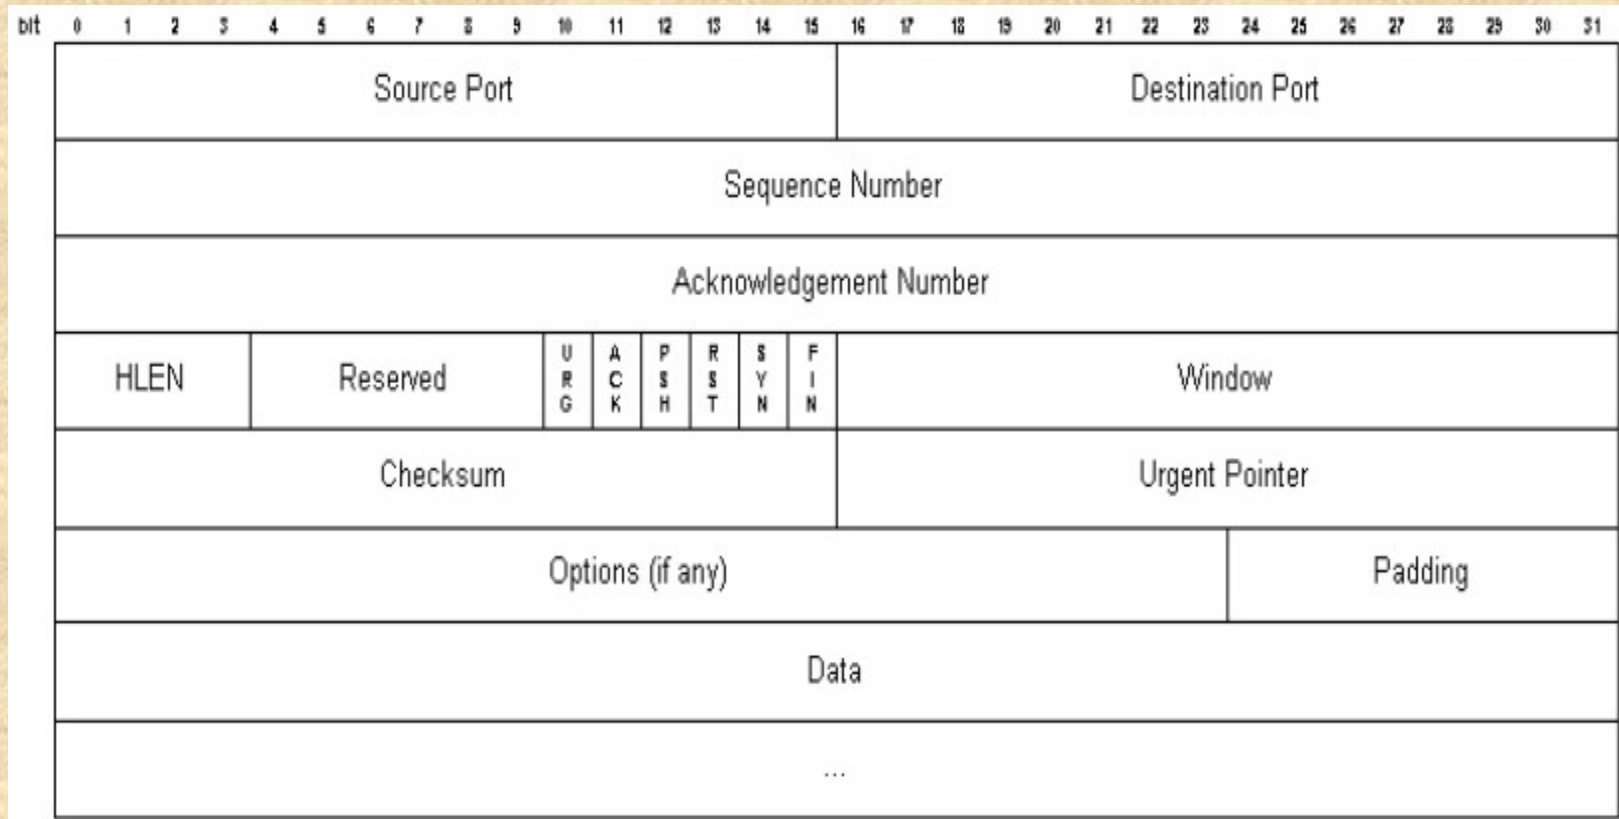 bit 0 1 2 3 4 5 6 7 8 9 10 11 12 13 14 15 16 17 18 19 20 21 22 23 24 25 26 27 28 29 30 31
Source Port Destination Port
Sequence Number
Acknowledgement Number
HLEN Reserved URG ACK PSH RST SYN FIN Window
Checksum Urgent Pointer
Options (if any) Padding
Data
...